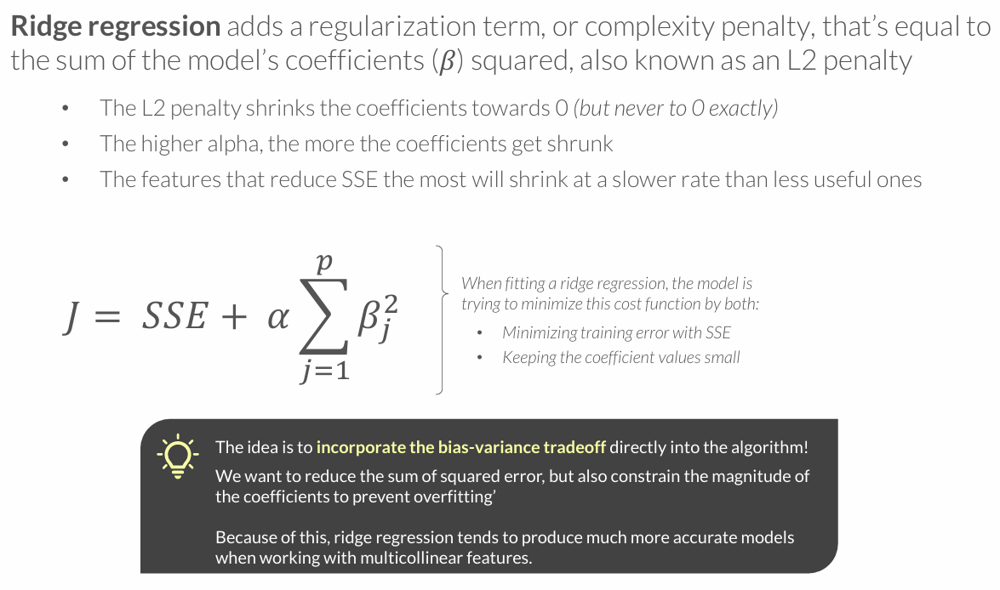 Ridge regression adds a regularization term, or complexity penalty, that’s equal to
the sum of the model’s coefficients (β) squared, also known as an L2 penalty
• The L2 penalty shrinks the coefficients towards 0 (but never to 0 exactly)
• The higher alpha, the more the coefficients get shrunk
• The features that reduce SSE the most will shrink at a slower rate than less useful ones
J = SSE + α ∑_{j=1}^{p} β_j^2
When fitting a ridge regression, the model is
trying to minimize this cost function by both:
• Minimizing training error with SSE
• Keeping the coefficient values small
The idea is to incorporate the bias-variance tradeoff directly into the algorithm!
We want to reduce the sum of squared error, but also constrain the magnitude of
the coefficients to prevent overfitting’
Because of this, ridge regression tends to produce much more accurate models
when working with multicollinear features.